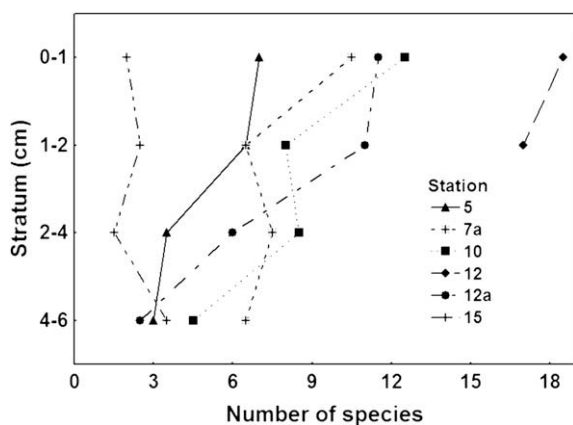 Stratum (cm)
0-1
1-2
2-4
4-6
Station
5
7a
10
12
12a
15
0 3 6 9 12 15 18
Number of species